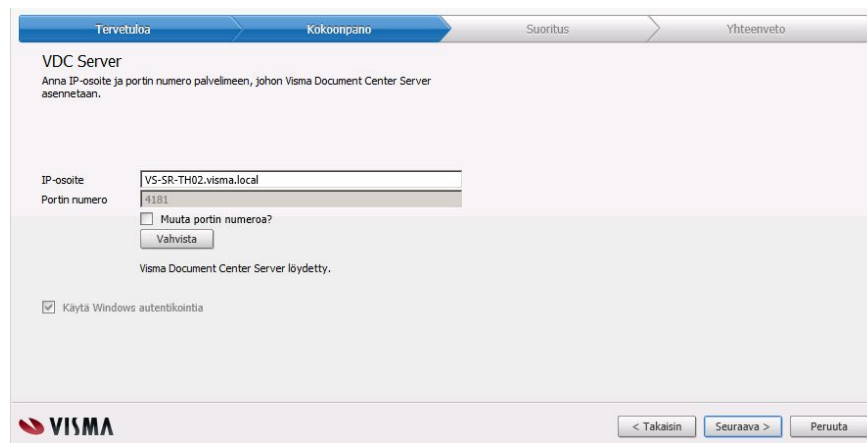 Tervetuloa
Kokoonpano
Suoritus
Yhteenveto
VDC Server
Anna IP-osoite ja portin numero palvelimeen, johon Visma Document Center Server
asennetaan.
IP-osoite VS-SR-TH02.visma.local
Portin numero 4181
Muuta portin numeroa?
Vahvista
Visma Document Center Server löydetty.
Käytä Windows autentikointia
VISMA
< Takaisin
Seuraava >
Peruuta